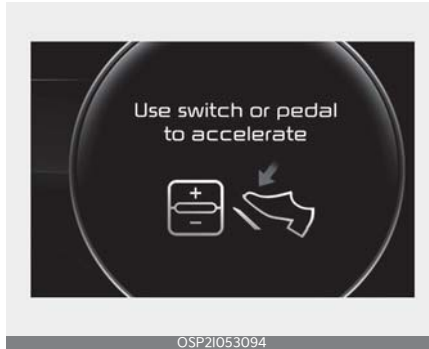 Use switch or pedal
to accelerate
+
−
OSP2I053094